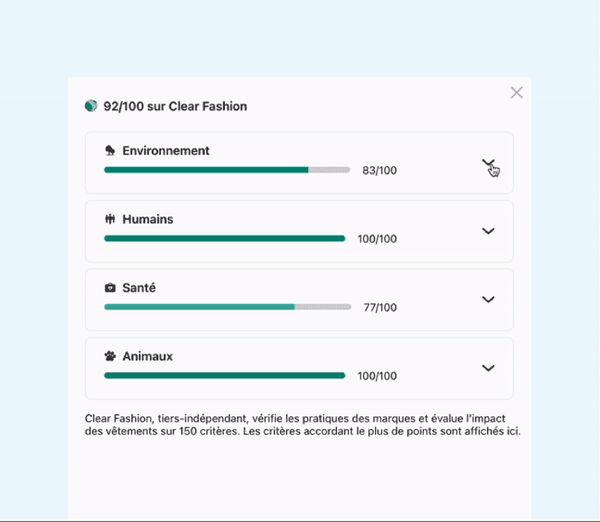 92/100 sur Clear Fashion
Environnement
83/100
Humains
100/100
Santé
77/100
Animaux
100/100
Clear Fashion, tiers-indépendant, vérifie les pratiques des marques et évalue l'impact
des vêtements sur 150 critères. Les critères accordant le plus de points sont affichés ici.